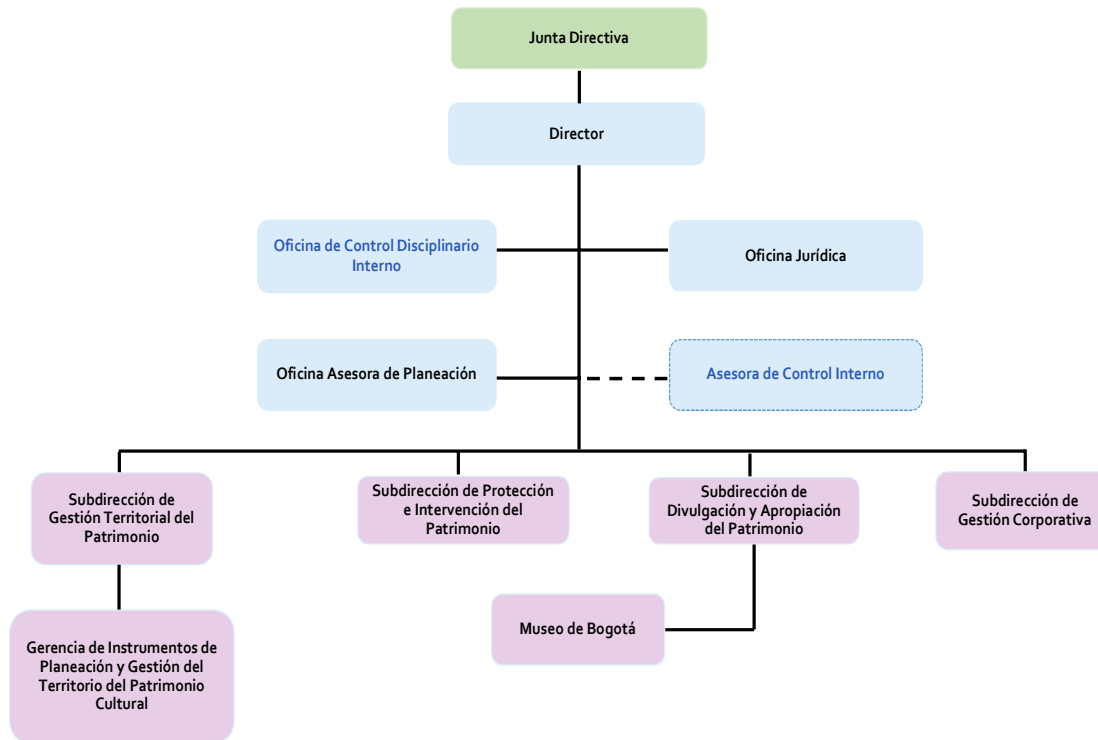 Junta Directiva
Director
Oficina de Control Disciplinario
Interno
Oficina Jurídica
Oficina Asesora de Planeación
Asesora de Control Interno
Subdirección de
Gestión Territorial del
Patrimonio
Subdirección de Protección
e Intervención del
Patrimonio
Subdirección de
Divulgación y Apropiación
del Patrimonio
Subdirección de
Gestión Corporativa
Gerencia de Instrumentos de
Planeación y Gestión del
Territorio del Patrimonio
Cultural
Museo de Bogotá